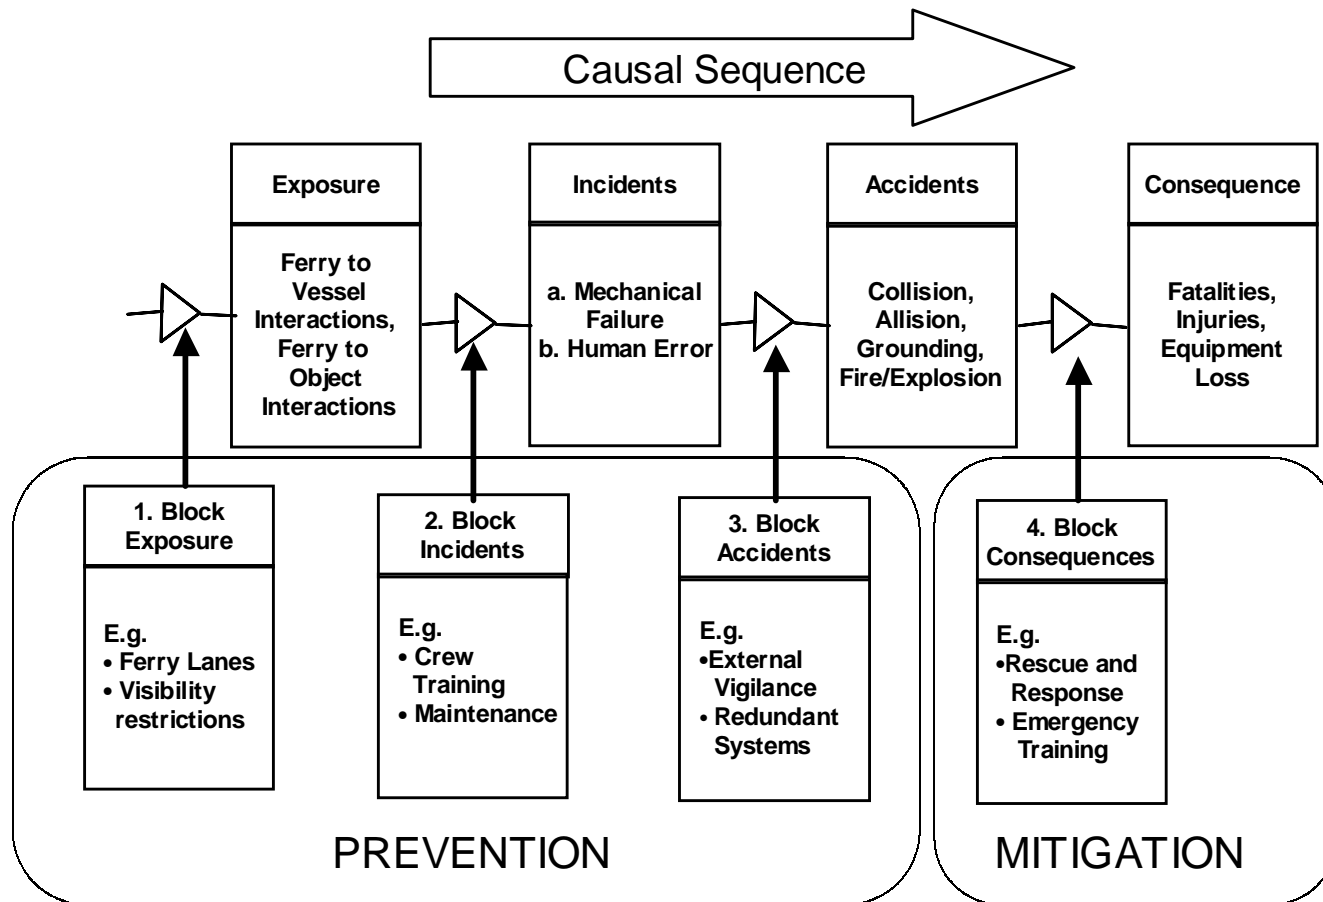 Causal Sequence
Exposure
Ferry to
Vessel
Interactions,
Ferry to
Object
Interactions
Incidents
a. Mechanical
Failure
b. Human Error
Accidents
Collision,
Allision,
Grounding,
Fire/Explosion
Consequence
Fatalities,
Injuries,
Equipment
Loss
1. Block
Exposure
E.g.
• Ferry Lanes
• Visibility
restrictions
2. Block
Incidents
E.g.
• Crew
Training
• Maintenance
3. Block
Accidents
E.g.
•External
Vigilance
• Redundant
Systems
4. Block
Consequences
E.g.
•Rescue and
Response
• Emergency
Training
PREVENTION
MITIGATION